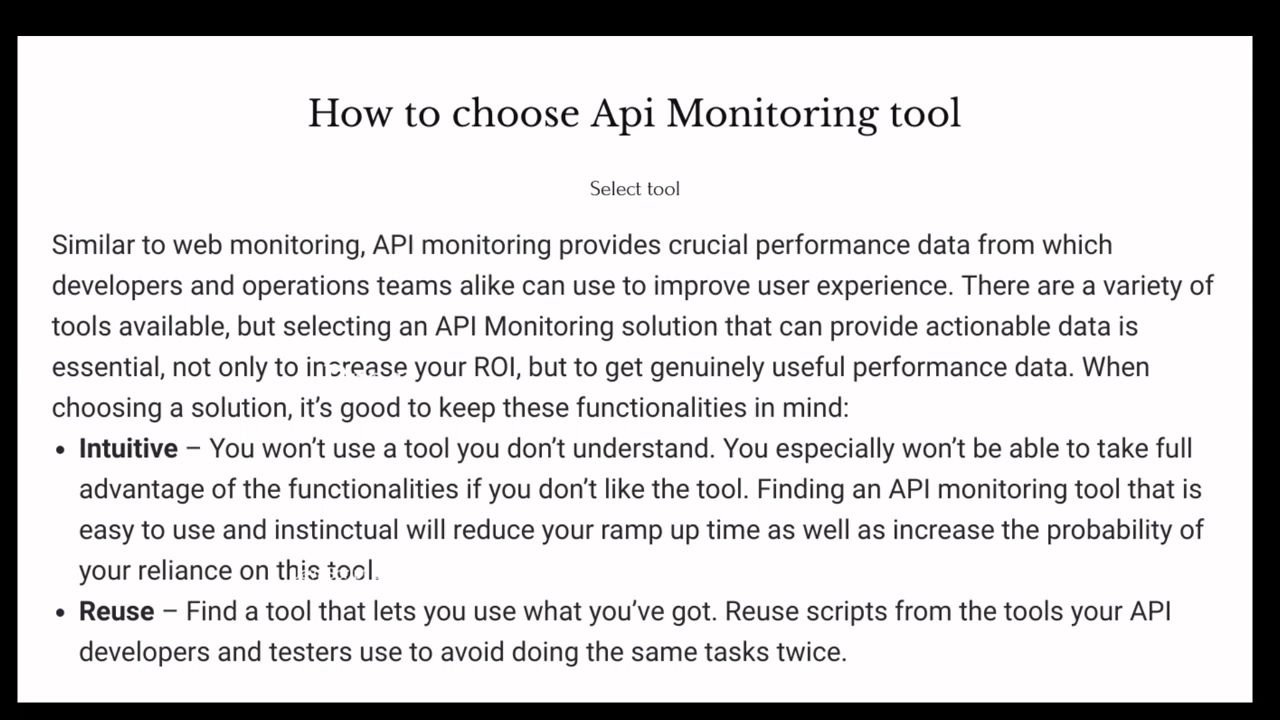 How to choose Api Monitoring tool
Select tool
Similar to web monitoring, API monitoring provides crucial performance data from which
developers and operations teams alike can use to improve user experience. There are a variety of
tools available, but selecting an API Monitoring solution that can provide actionable data is
essential, not only to increase your ROI, but to get genuinely useful performance data. When
choosing a solution, it’s good to keep these functionalities in mind:
• Intuitive – You won’t use a tool you don’t understand. You especially won’t be able to take full
advantage of the functionalities if you don’t like the tool. Finding an API monitoring tool that is
easy to use and instinctual will reduce your ramp up time as well as increase the probability of
your reliance on this tool.
• Reuse – Find a tool that lets you use what you’ve got. Reuse scripts from the tools your API
developers and testers use to avoid doing the same tasks twice.